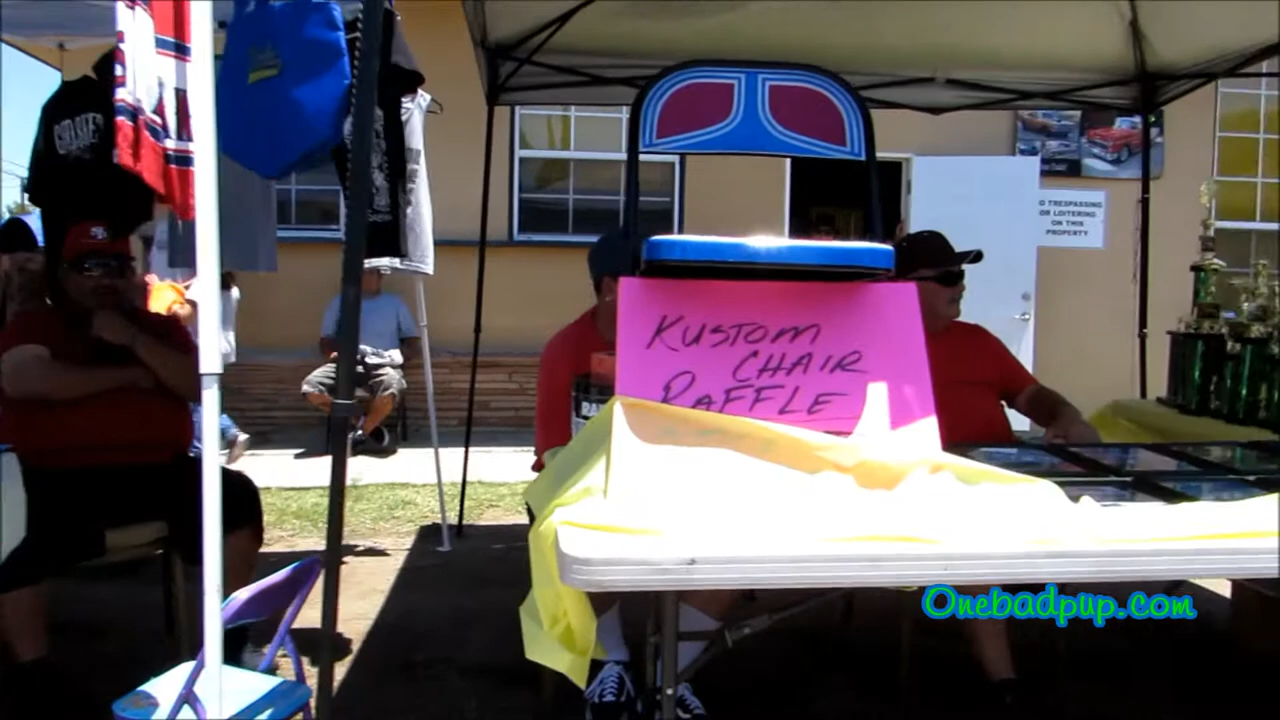 O TRESPASSING
OR LOITERING
ON THIS
PROPERTY
KUSTOM
CHAIR
RAFFLE
Onebadpup.com